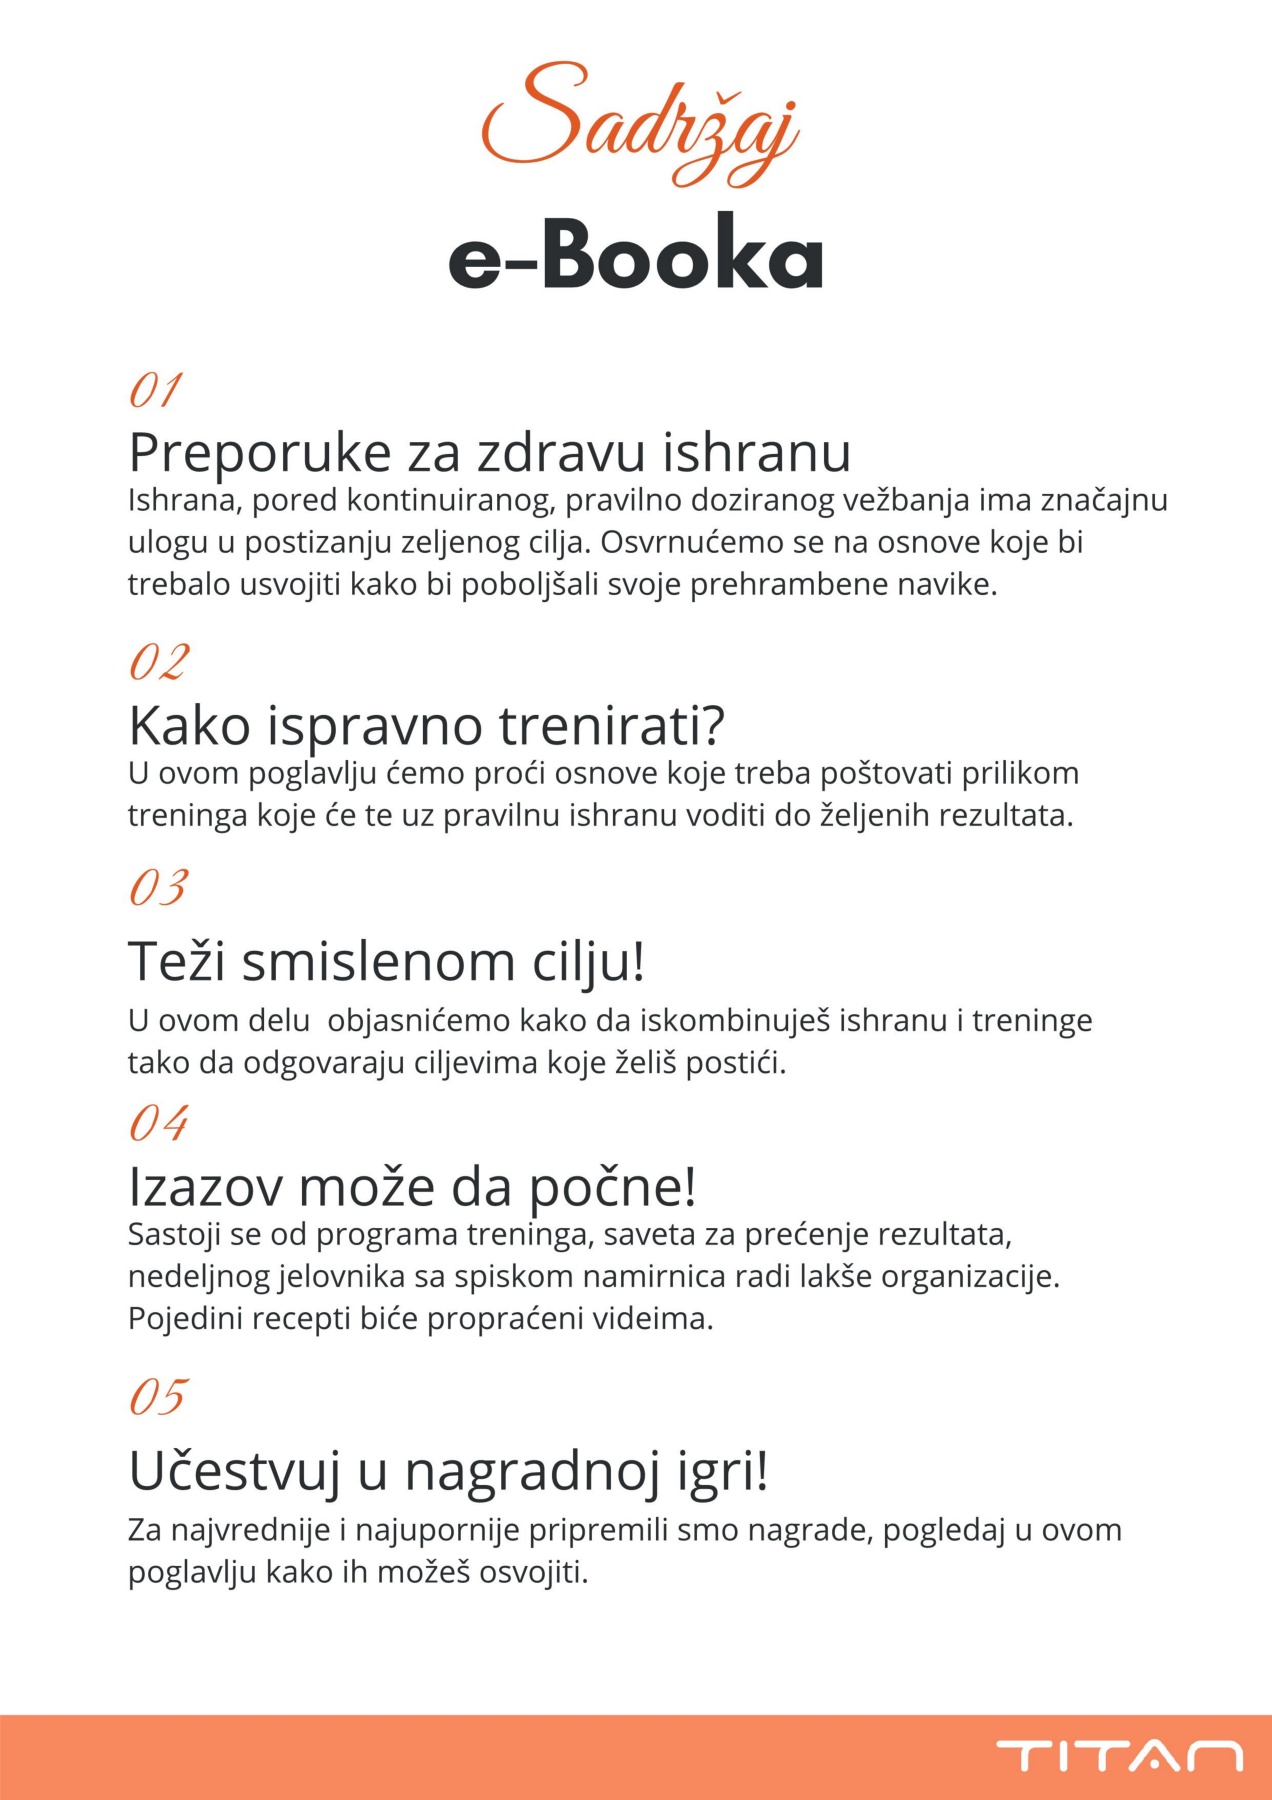 Sadržaj
e-Booka
01
Preporuke za zdravu ishranu
Ishrana, pored kontinuiranog, pravilno doziranog vežbanja ima značajnu
ulogu u postizanju zeljenog cilja. Osvrnućemo se na osnove koje bi
trebalo usvojiti kako bi poboljšali svoje prehrambene navike.
02
Kako ispravno trenirati?
U ovom poglavlju ćemo proći osnove koje treba poštovati prilikom
treninga koje će te uz pravilnu ishranu voditi do željenih rezultata.
03
Teži smislenom cilju!
U ovom delu  objasnićemo kako da iskombinuješ ishranu i treninge
tako da odgovaraju ciljevima koje želiš postići.
04
Izazov može da počne!
Sastoji se od programa treninga, saveta za prećenje rezultata,
nedeljnog jelovnika sa spiskom namirnica radi lakše organizacije.
Pojedini recepti biće propraćeni videima.
05
Učestvuj u nagradnoj igri!
Za najvrednije i najupornije pripremili smo nagrade, pogledaj u ovom
poglavlju kako ih možeš osvojiti.
TITAN